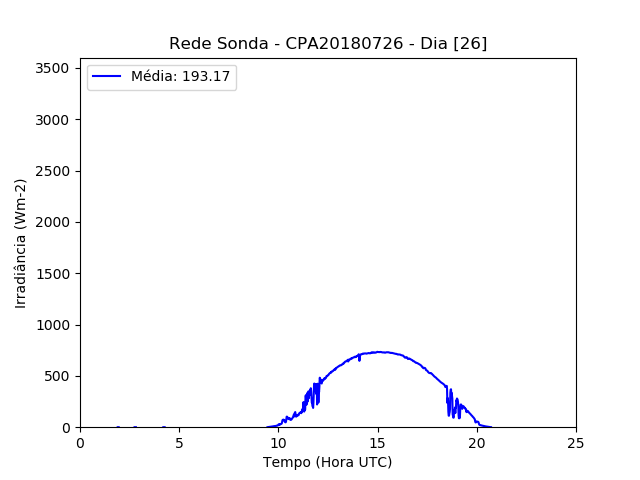 Rede Sonda - CPA20180726 - Dia [26]
Média: 193.17
Irradiância (Wm-2)
3500
3000
2500
2000
1500
1000
500
0
0 5 10 15 20 25
Tempo (Hora UTC)